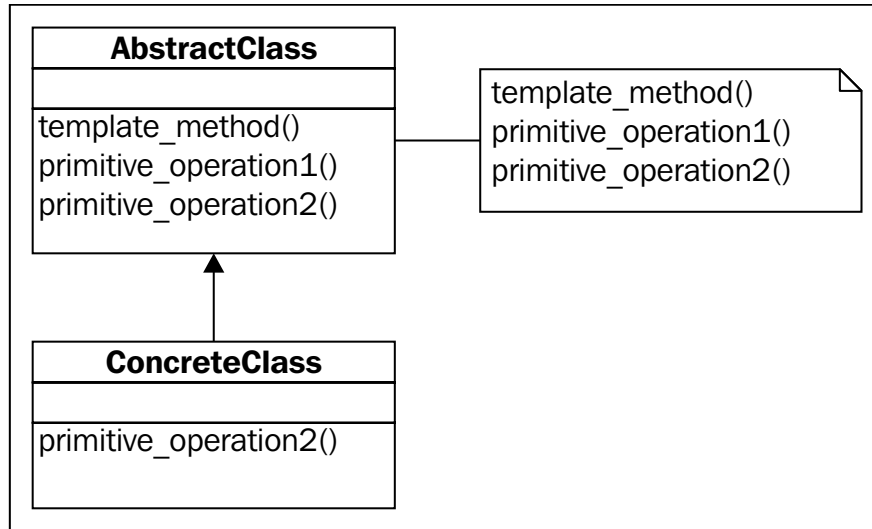 AbstractClass
template_method()
primitive_operation1()
primitive_operation2()
template_method()
primitive_operation1()
primitive_operation2()
ConcreteClass
primitive_operation2()